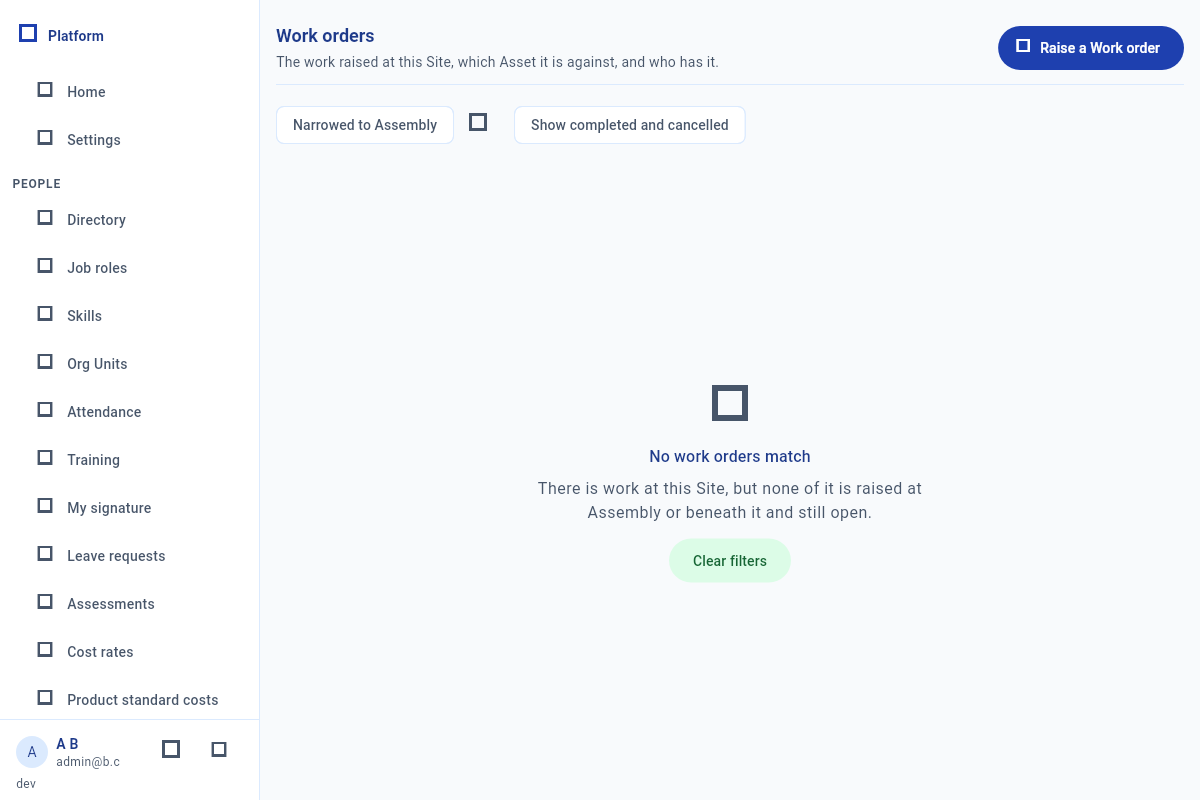 Platform
Home
Settings
PEOPLE
Directory
Job roles
Skills
Org Units
Attendance
Training
My signature
Leave requests
Assessments
Cost rates
Product standard costs
A
A B
admin@b.c
dev
Work orders
The work raised at this Site, which Asset it is against, and who has it.
Raise a Work order
Narrowed to Assembly
Show completed and cancelled
No work orders match
There is work at this Site, but none of it is raised at
Assembly or beneath it and still open.
Clear filters